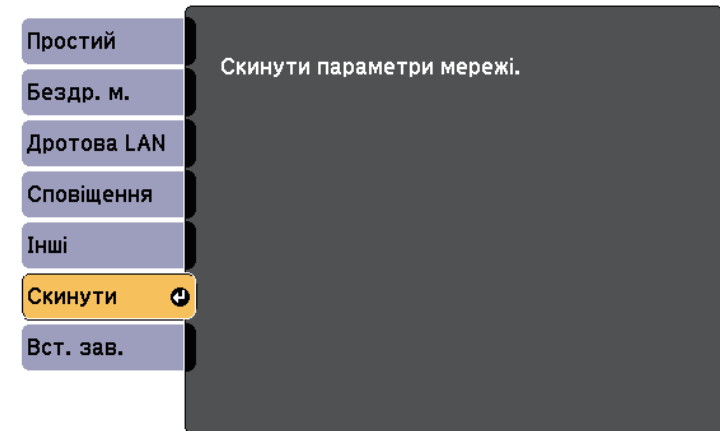 Простий
Бездр. м.
Дротова LAN
Сповіщення
Інші
Скинути
Вст. зав.
Скинути параметри мережі.